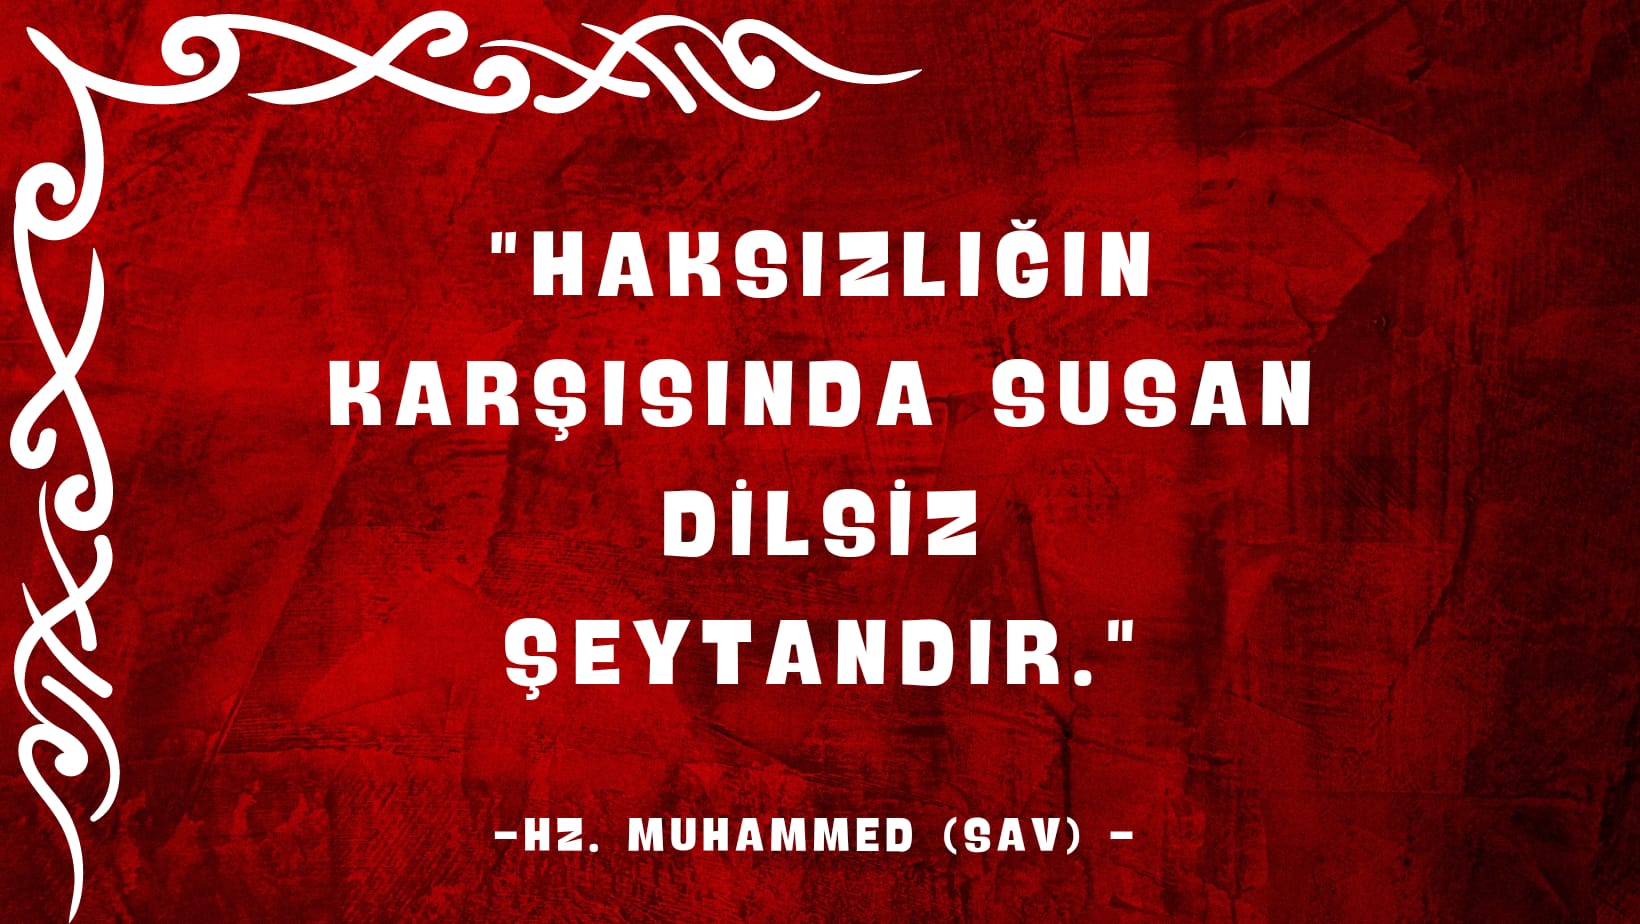 "HAKSIZLIĞIN
KARŞISINDA SUSAN
DİLSİZ
ŞEYTANDIR."
-HZ. MUHAMMED (SAV) -